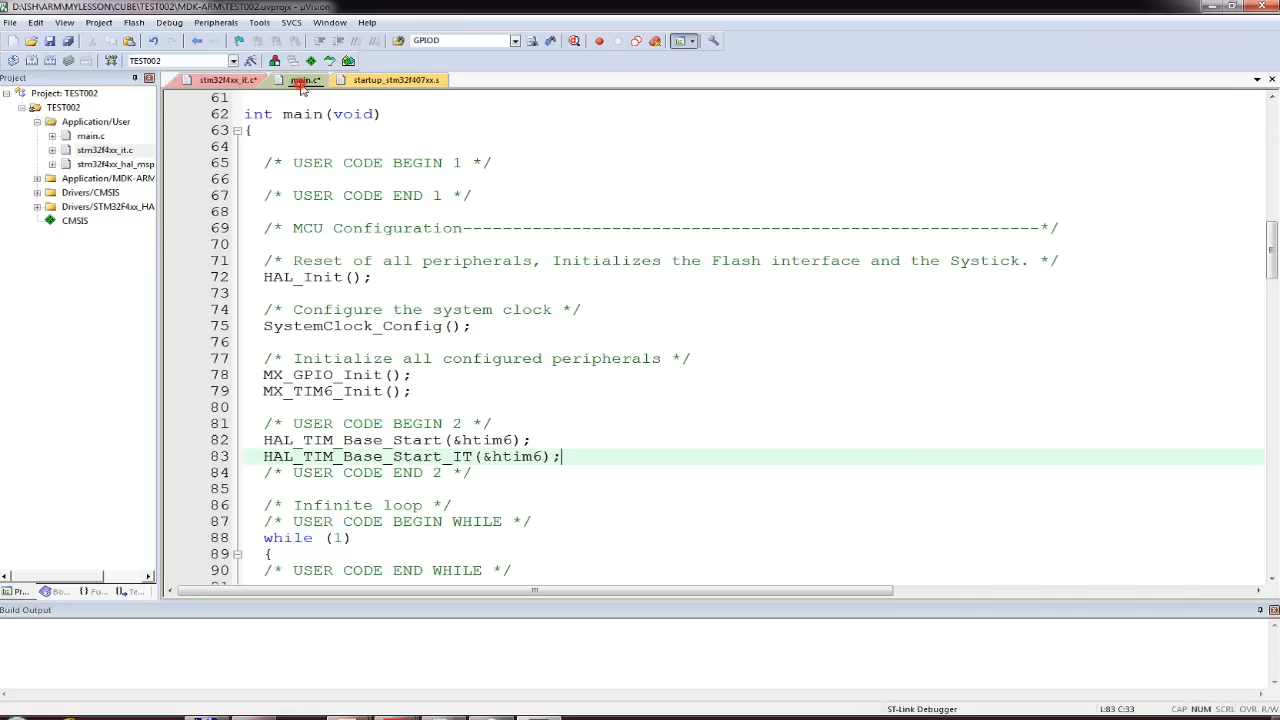 D:\ISH\ARM\MYLESSON\CUBE\TEST002\MDK-ARM\TEST002.uvprojx - µVision
File Edit View Project Flash Debug Peripherals Tools SVCS Window Help
GPIOD
TEST002
Project
stm32f4xx_it.c* main.c* startup_stm32f407xx.s
Project: TEST002
TEST002
Application/User
main.c
stm32f4xx_it.c
stm32f4xx_hal_msp
Application/MDK-ARM
Drivers/CMSIS
Drivers/STM32F4xx_HA
CMSIS
61
62 int main(void)
63 {
64
65 /* USER CODE BEGIN 1 */
66
67 /* USER CODE END 1 */
68
69 /* MCU Configuration----------------------------------------------------------*/
70
71 /* Reset of all peripherals, Initializes the Flash interface and the Systick. */
72 HAL_Init();
73
74 /* Configure the system clock */
75 SystemClock_Config();
76
77 /* Initialize all configured peripherals */
78 MX_GPIO_Init();
79 MX_TIM6_Init();
80
81 /* USER CODE BEGIN 2 */
82 HAL_TIM_Base_Start(&htim6);
83 HAL_TIM_Base_Start_IT(&htim6);
84 /* USER CODE END 2 */
85
86 /* Infinite loop */
87 /* USER CODE BEGIN WHILE */
88 while (1)
89 {
90 /* USER CODE END WHILE */
Pr... Bo... {} Fu... Te...
Build Output
ST-Link Debugger L:83 C:33 CAP NUM SCRL OVR R/W